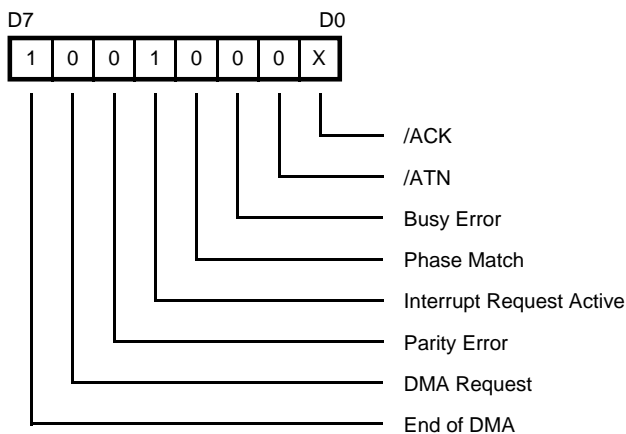 D7 D0
1 0 0 1 0 0 0 X
/ACK
/ATN
Busy Error
Phase Match
Interrupt Request Active
Parity Error
DMA Request
End of DMA